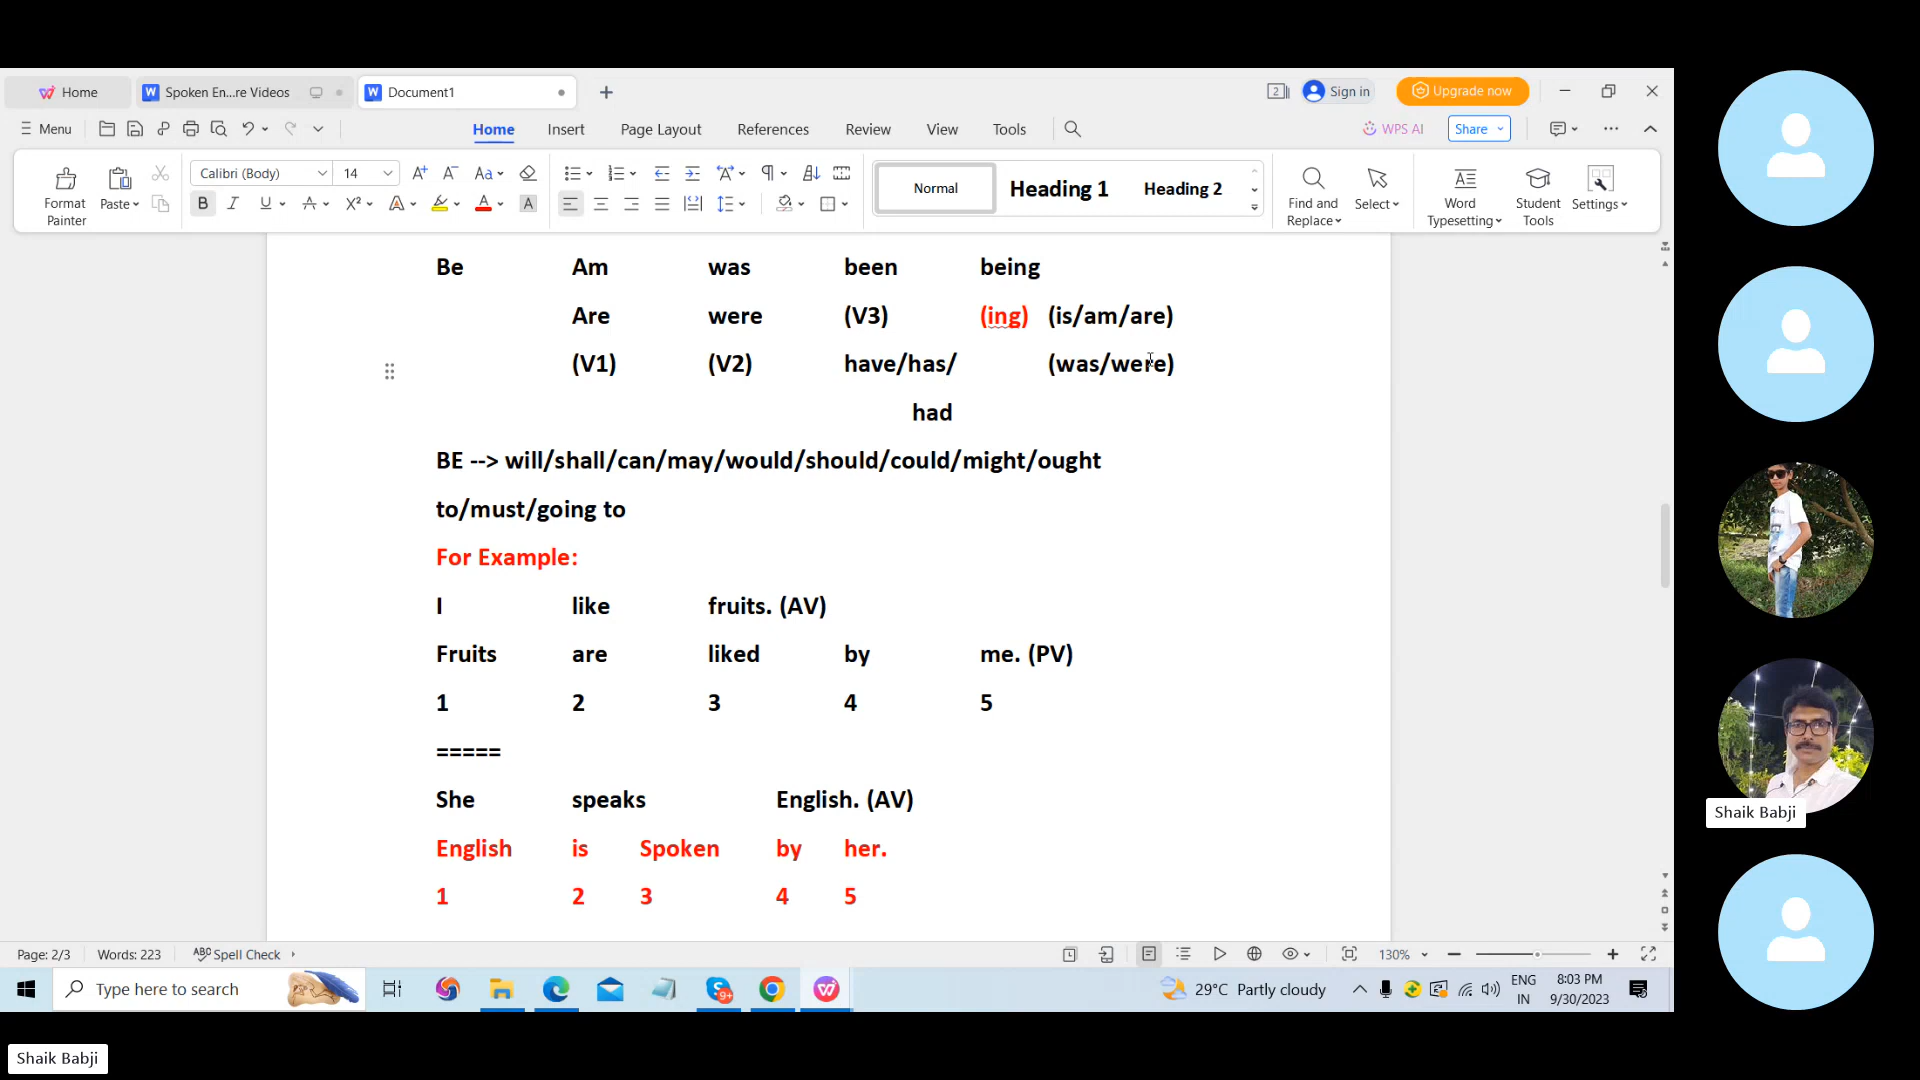 Home Spoken En...re Videos Document1 2 Sign in Upgrade now
Menu Home Insert Page Layout References Review View Tools WPS AI Share
Calibri (Body) 14 Normal Heading 1 Heading 2
Format Painter Paste Find and Replace Select Word Typesetting Student Tools Settings
Be Am was been being
Are were (V3) (ing) (is/am/are)
(V1) (V2) have/has/ (was/were)
had
BE --> will/shall/can/may/would/should/could/might/ought
to/must/going to
For Example:
I like fruits. (AV)
Fruits are liked by me. (PV)
1 2 3 4 5
=====
She speaks English. (AV)
English is Spoken by her.
1 2 3 4 5
Page: 2/3 Words: 223 Spell Check 130%
Type here to search 9+ 29°C Partly cloudy ENG IN 8:03 PM 9/30/2023
Shaik Babji
Shaik Babji